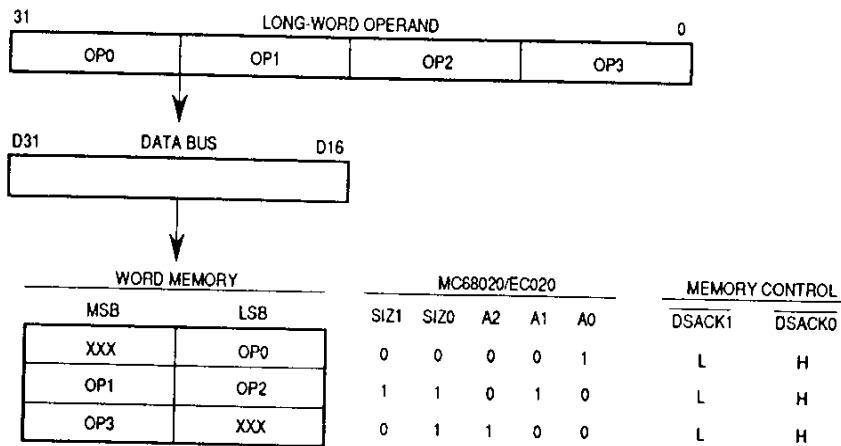 31 LONG-WORD OPERAND 0
OP0 OP1 OP2 OP3
D31 DATA BUS D16
WORD MEMORY MC68020/EC020 MEMORY CONTROL
MSB LSB SIZ1 SIZ0 A2 A1 A0 DSACK1 DSACK0
XXX OP0 0 0 0 0 1 L H
OP1 OP2 1 1 0 1 0 L H
OP3 XXX 0 1 1 0 0 L H